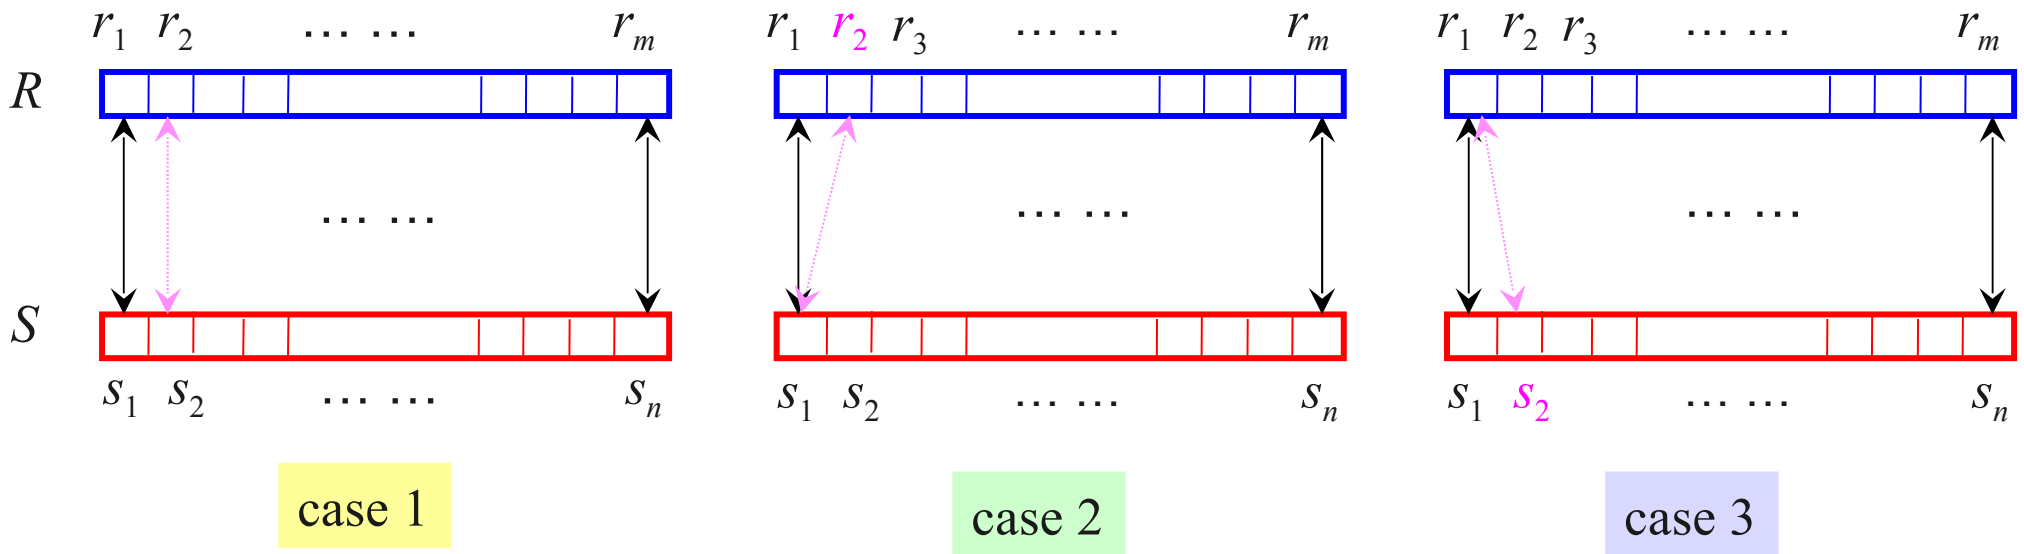 r1 r2 ... ... rm
R
... ...
S
s1 s2 ... ... sn
case 1
r1 r2 r3 ... ... rm
... ...
s1 s2 ... ... sn
case 2
r1 r2 r3 ... ... rm
... ...
s1 s2 ... ... sn
case 3